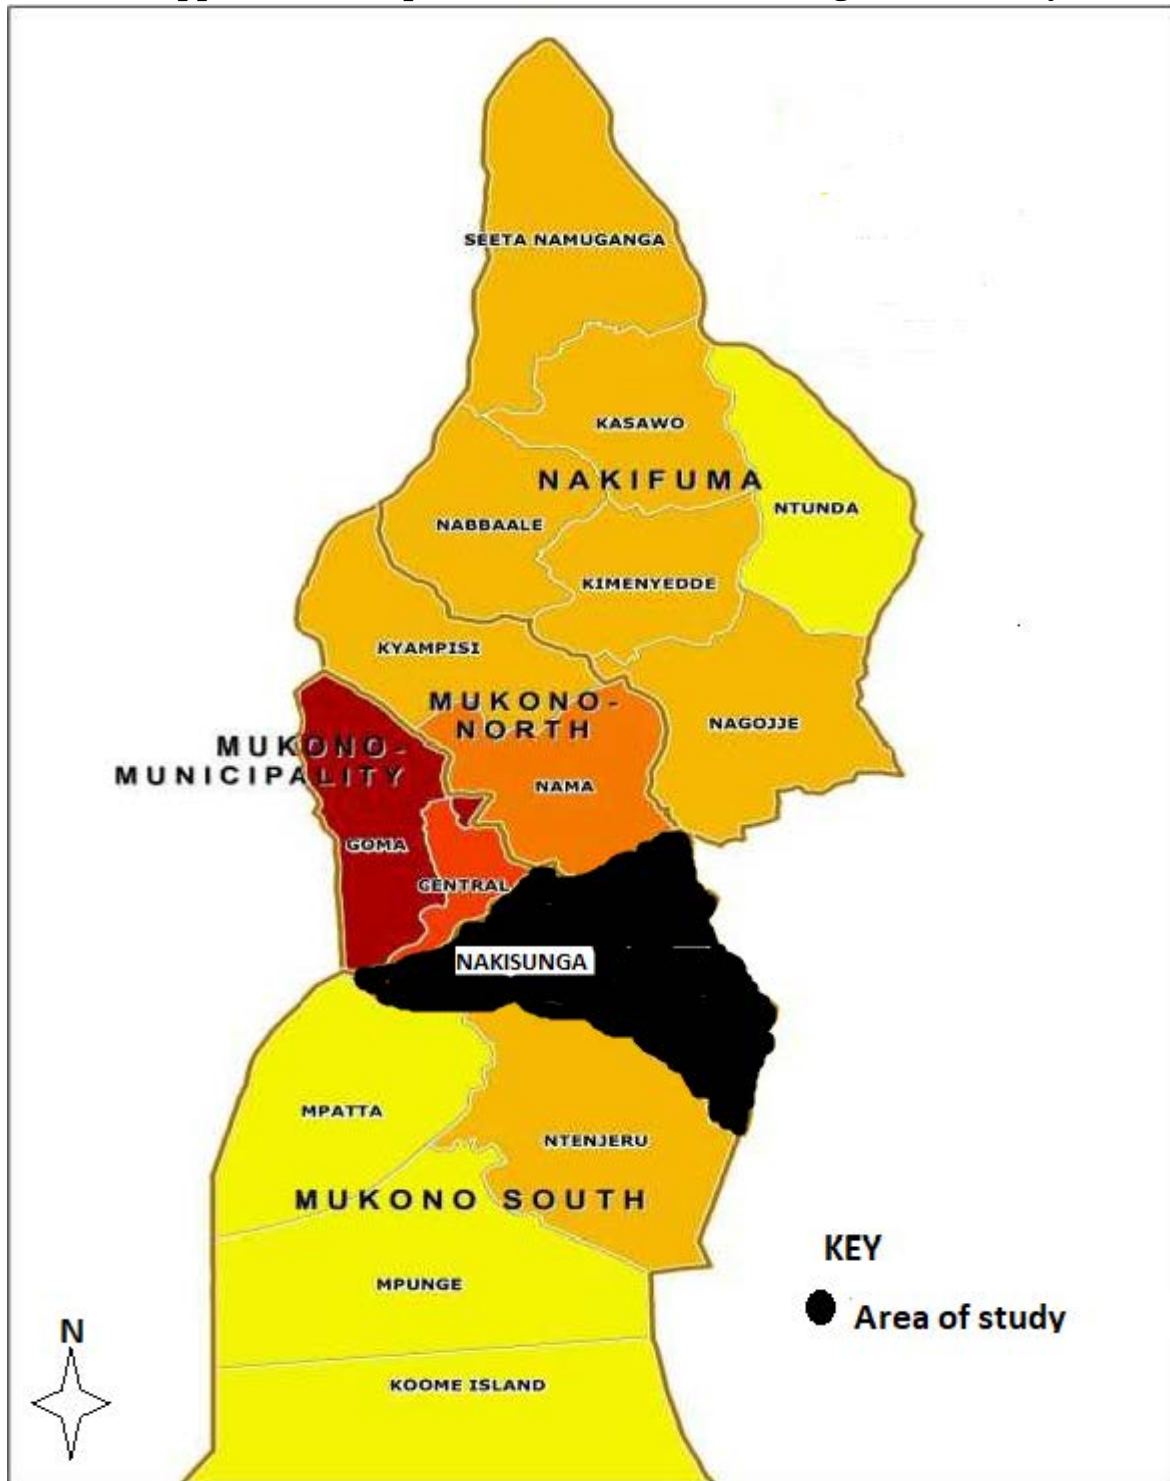 SEETA NAMUGANGA
KASAWO
NAKIFUMA
NTUNDA
NABBAALE
KIMENYEDDE
KYAMPISI
MUKONO-
NORTH
NAGOJJE
MUKONO-
MUNICIPALITY
NAMA
GOMA
CENTRAL
NAKISUNGA
MPATTA
NTENJERU
MUKONO SOUTH
MPUNGE
KOOME ISLAND
KEY
Area of study
N